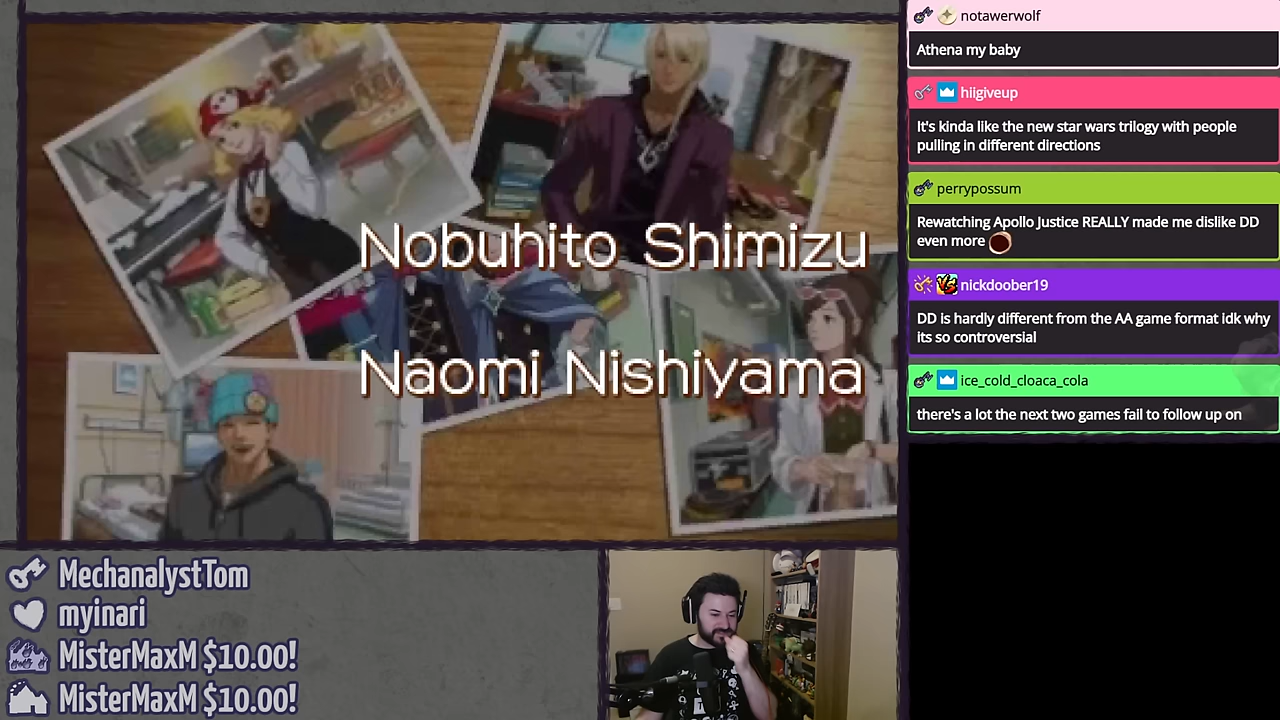 Nobuhito Shimizu
Naomi Nishiyama
notawerwolf
Athena my baby
hiigiveup
It's kinda like the new star wars trilogy with people
pulling in different directions
perrypossum
Rewatching Apollo Justice REALLY made me dislike DD
even more
nickdoober19
DD is hardly different from the AA game format idk why
its so controversial
ice_cold_cloaca_cola
there's a lot the next two games fail to follow up on
MechanalystTom
myinari
MisterMaxM $10.00!
MisterMaxM $10.00!